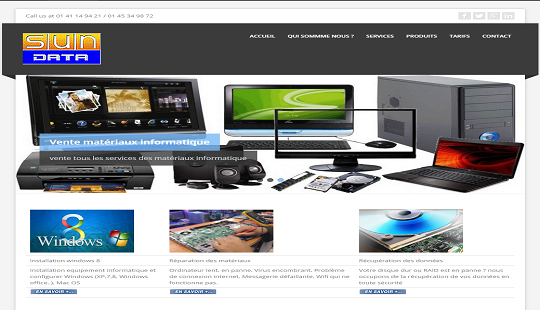 Call us at 01 41 14 94 21 / 01 45 34 98 72
sun
DATA
ACCUEIL QUI SOMMME NOUS ? SERVICES PRODUITS TARIFS CONTACT
Vente matériaux informatique
vente tous les services des matériaux informatique
8
Windows
Installation windows 8
Installation equipement informatique et
configurer Windows (XP,7,8, Windows
office..), Mac OS
EN SAVOIR +...
Réparation des matériaux
Ordinateur lent, en panne. Virus encombrant. Problème
de connexion internet, Messagerie défaillante. Wifi qui ne
fonctionne pas.
EN SAVOIR +...
Récupération des données
Votre disque dur ou RAID est en panne ? nous
occupons de la récupération de vos données en
toute sécurité
EN SAVOIR +...